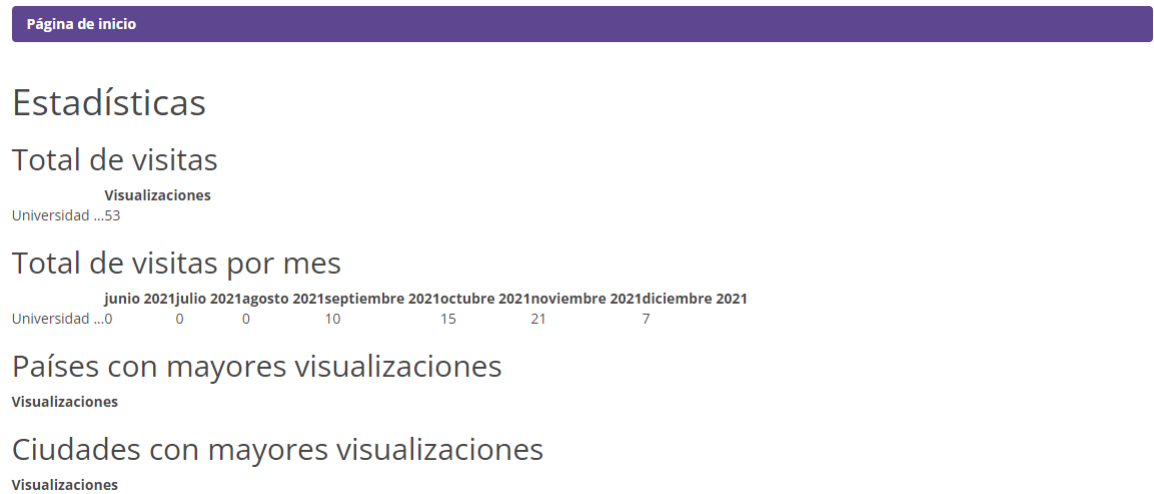 Página de inicio
Estadísticas
Total de visitas
Visualizaciones
Universidad ...53
Total de visitas por mes
junio 2021julio 2021agosto 2021septiembre 2021octubre 2021noviembre 2021diciembre 2021
Universidad ...0 0 0 10 15 21 7
Países con mayores visualizaciones
Visualizaciones
Ciudades con mayores visualizaciones
Visualizaciones